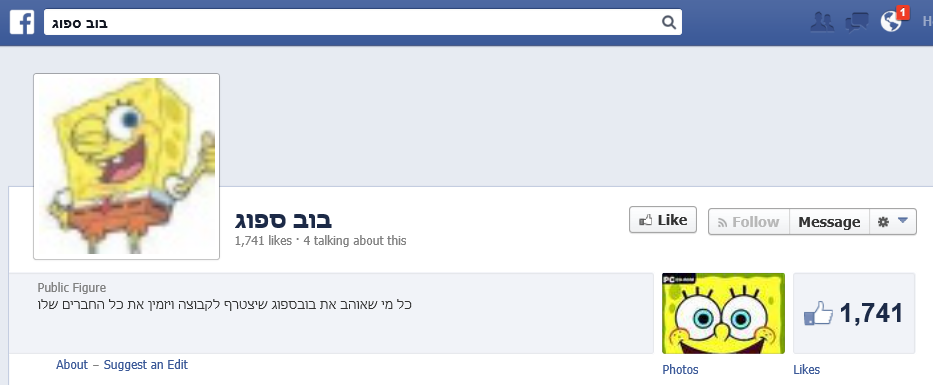 f
בוב ספוג
1
בוב ספוג
1,741 likes · 4 talking about this
Like
Follow
Message
Public Figure
כל מי שאוהב את בובספוג שיצטרף לקבוצה ויזמין את כל החברים שלו
About – Suggest an Edit
PC
Photos
1,741
Likes